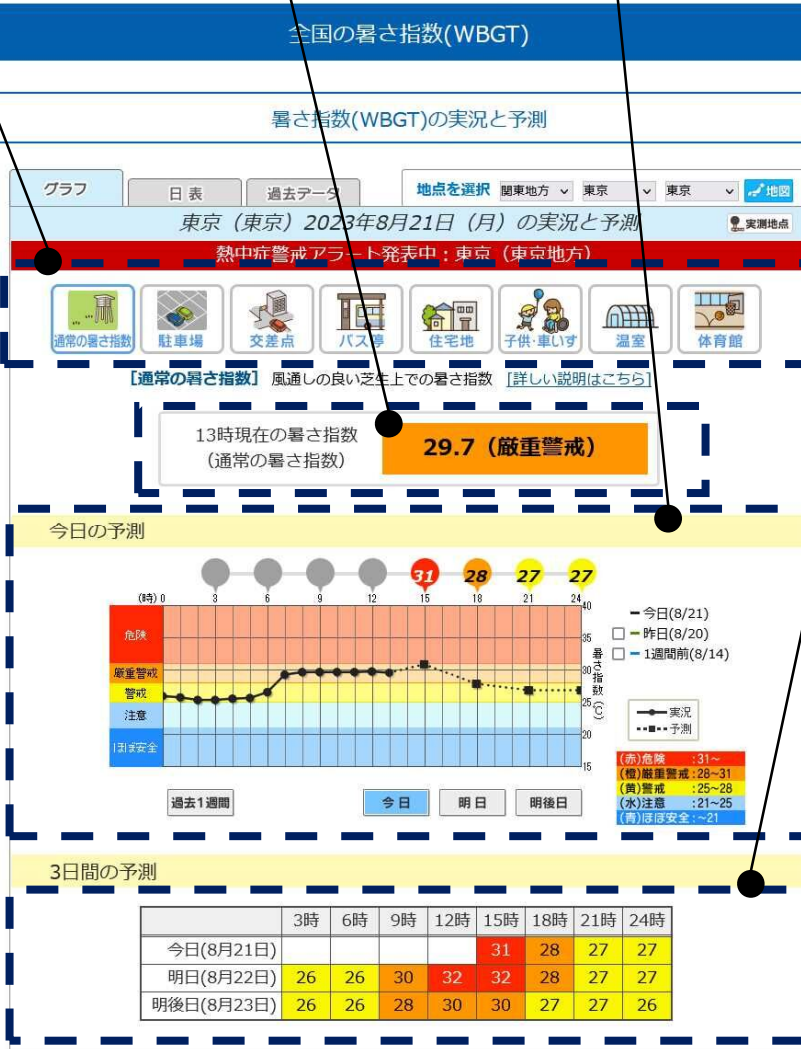 全国の暑さ指数(WBGT)
暑さ指数(WBGT)の実況と予測
グラフ 日表 過去データ 地点を選択 関東地方 東京 東京 地図
東京（東京）2023年8月21日（月）の実況と予測 実測地点
熱中症警戒アラート発表中：東京（東京地方）
通常の暑さ指数 駐車場 交差点 バス停 住宅地 子供・車いす 温室 体育館
[通常の暑さ指数] 風通しの良い芝生上での暑さ指数 [詳しい説明はこちら]
13時現在の暑さ指数
（通常の暑さ指数）
29.7（厳重警戒）
今日の予測
31 28 27 27
(時) 0 3 6 9 12 15 18 21 24
危険
厳重警戒
警戒
注意
ほぼ安全
40
35
30
25
20
15
暑さ指数(℃)
今日(8/21)
昨日(8/20)
1週間前(8/14)
実況
予測
(赤)危険 :31~
(橙)厳重警戒:28~31
(黄)警戒 :25~28
(水)注意 :21~25
(青)ほぼ安全:~21
過去1週間 今日 明日 明後日
3日間の予測
3時 6時 9時 12時 15時 18時 21時 24時
今日(8月21日) 31 28 27 27
明日(8月22日) 26 26 30 32 32 28 27 27
明後日(8月23日) 26 26 28 30 30 27 27 26